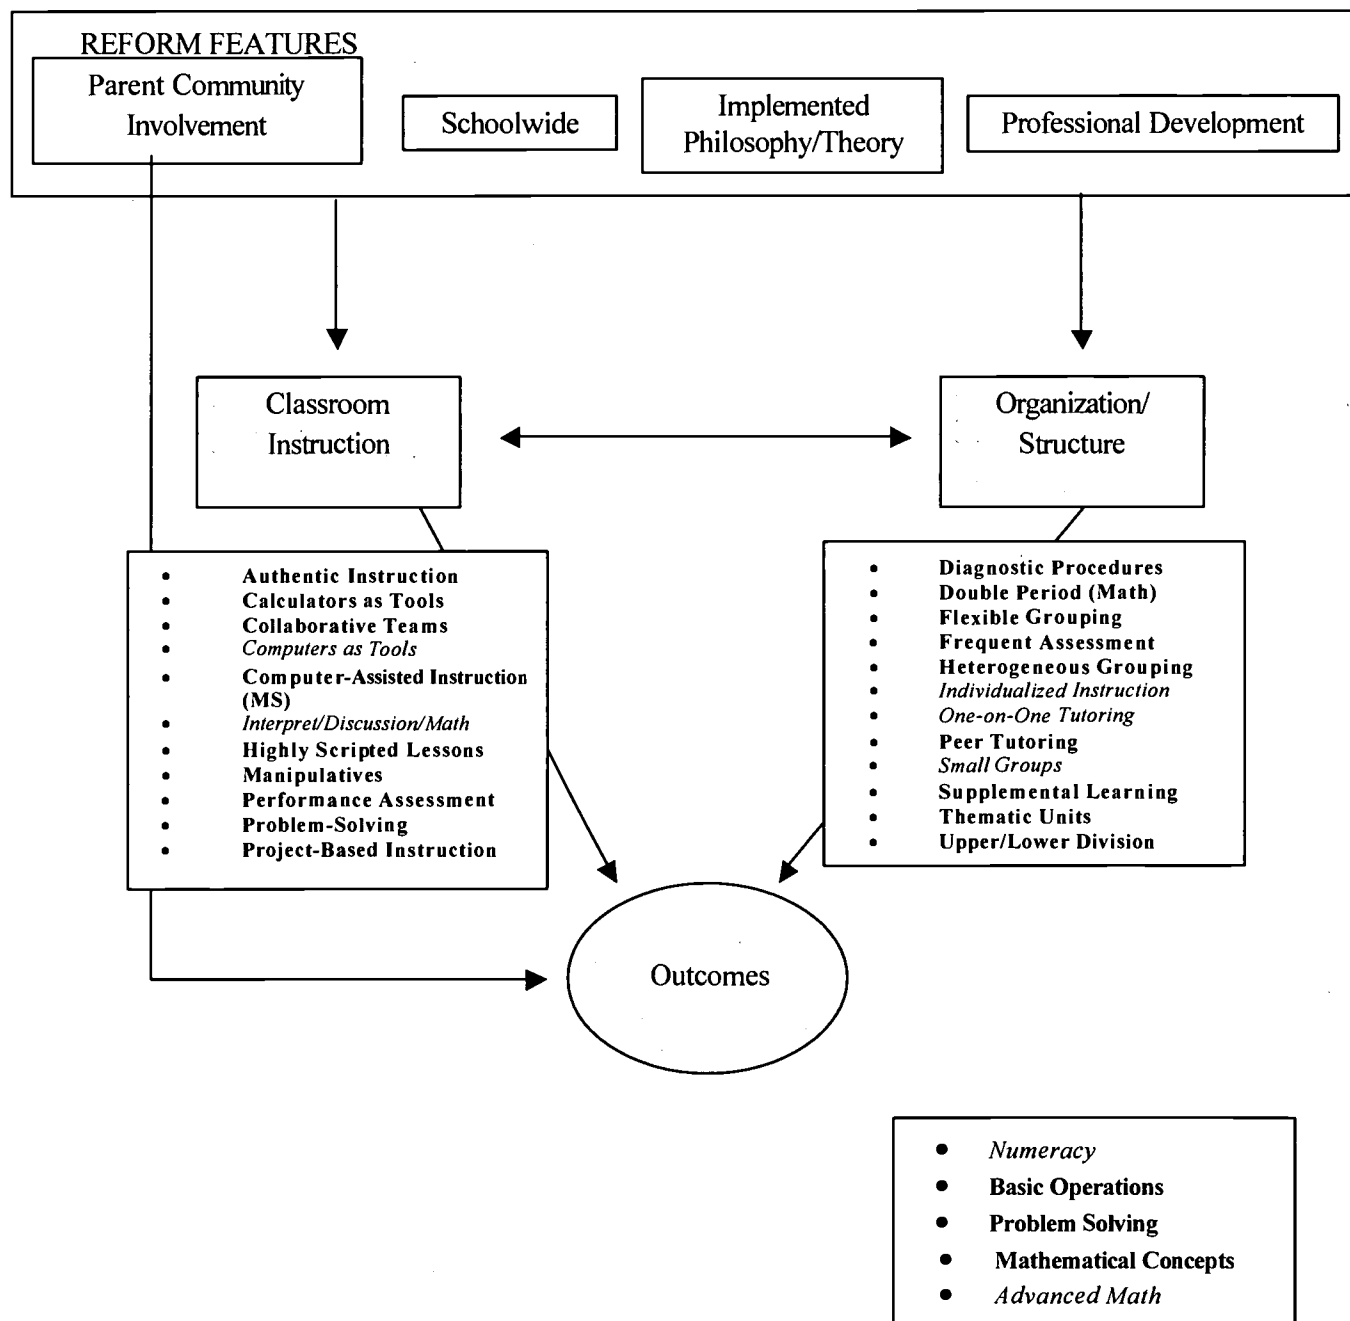 REFORM FEATURES
Parent Community
Involvement
Schoolwide
Implemented
Philosophy/Theory
Professional Development
Classroom
Instruction
Organization/
Structure
• Authentic Instruction
• Calculators as Tools
• Collaborative Teams
• Computers as Tools
• Computer-Assisted Instruction
(MS)
• Interpret/Discussion/Math
• Highly Scripted Lessons
• Manipulatives
• Performance Assessment
• Problem-Solving
• Project-Based Instruction
• Diagnostic Procedures
• Double Period (Math)
• Flexible Grouping
• Frequent Assessment
• Heterogeneous Grouping
• Individualized Instruction
• One-on-One Tutoring
• Peer Tutoring
• Small Groups
• Supplemental Learning
• Thematic Units
• Upper/Lower Division
Outcomes
• Numeracy
• Basic Operations
• Problem Solving
• Mathematical Concepts
• Advanced Math